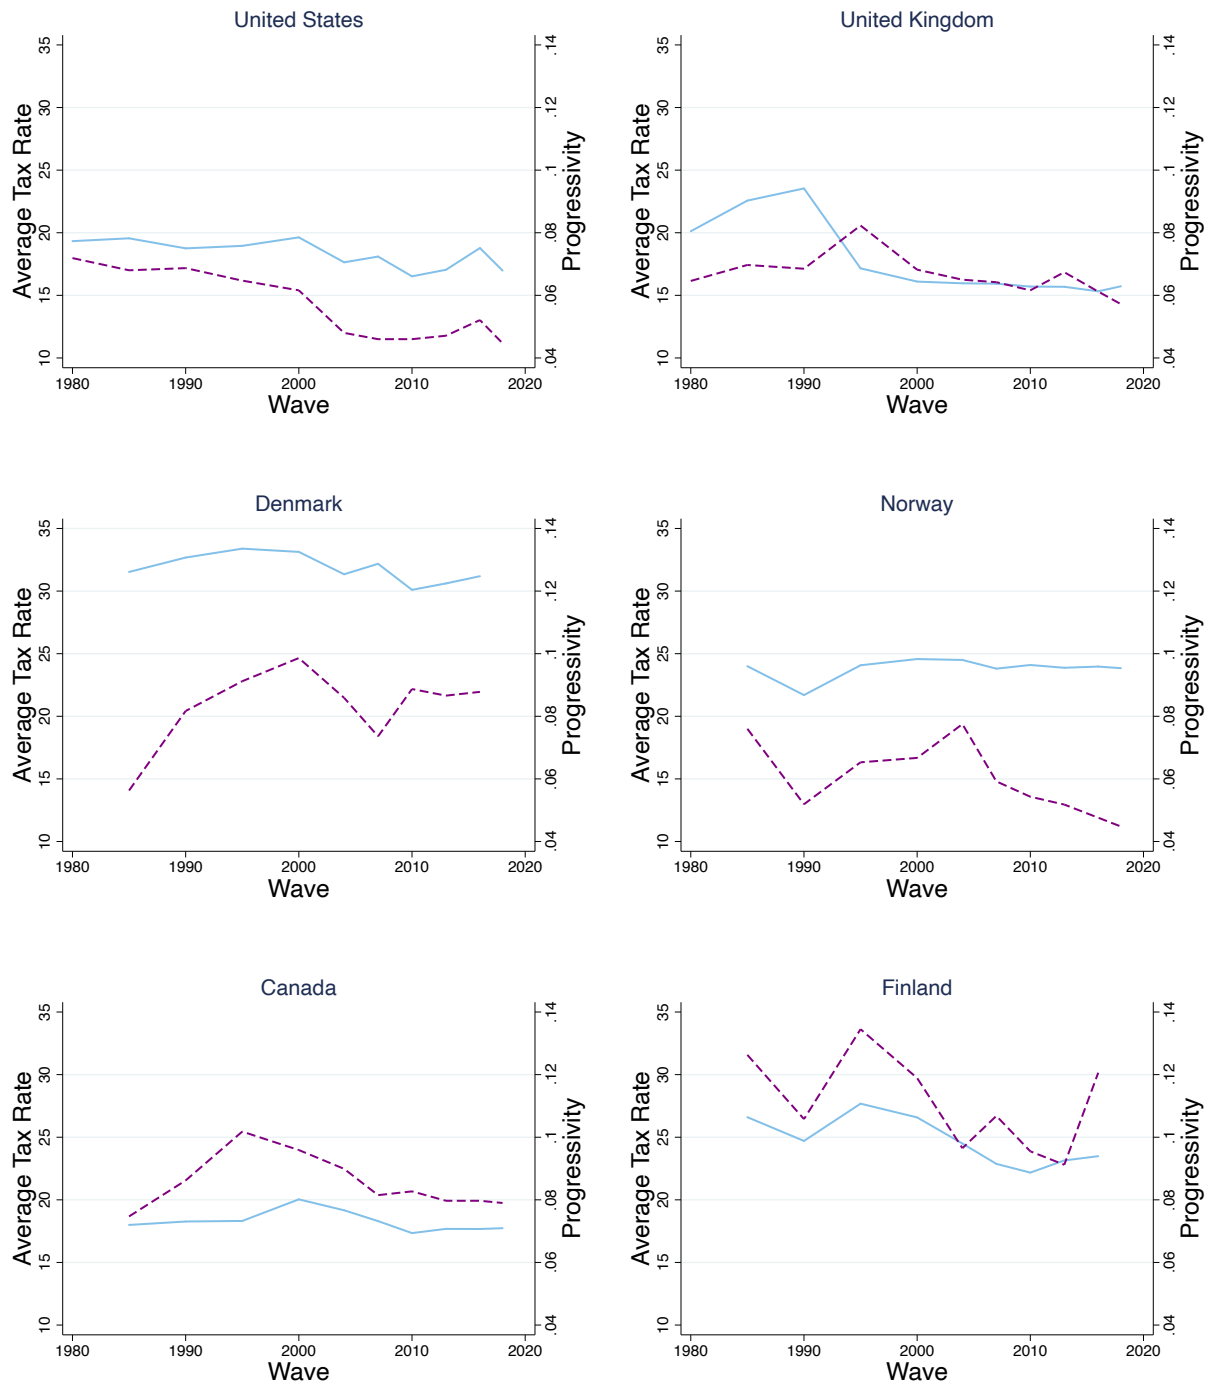 United States
Average Tax Rate
10 15 20 25 30 35
.04 .06 .08 .1 .12 .14
Progressivity
1980 1990 2000 2010 2020
Wave
United Kingdom
Average Tax Rate
10 15 20 25 30 35
.04 .06 .08 .1 .12 .14
Progressivity
1980 1990 2000 2010 2020
Wave
Denmark
Average Tax Rate
10 15 20 25 30 35
.04 .06 .08 .1 .12 .14
Progressivity
1980 1990 2000 2010 2020
Wave
Norway
Average Tax Rate
10 15 20 25 30 35
.04 .06 .08 .1 .12 .14
Progressivity
1980 1990 2000 2010 2020
Wave
Canada
Average Tax Rate
10 15 20 25 30 35
.04 .06 .08 .1 .12 .14
Progressivity
1980 1990 2000 2010 2020
Wave
Finland
Average Tax Rate
10 15 20 25 30 35
.04 .06 .08 .1 .12 .14
Progressivity
1980 1990 2000 2010 2020
Wave